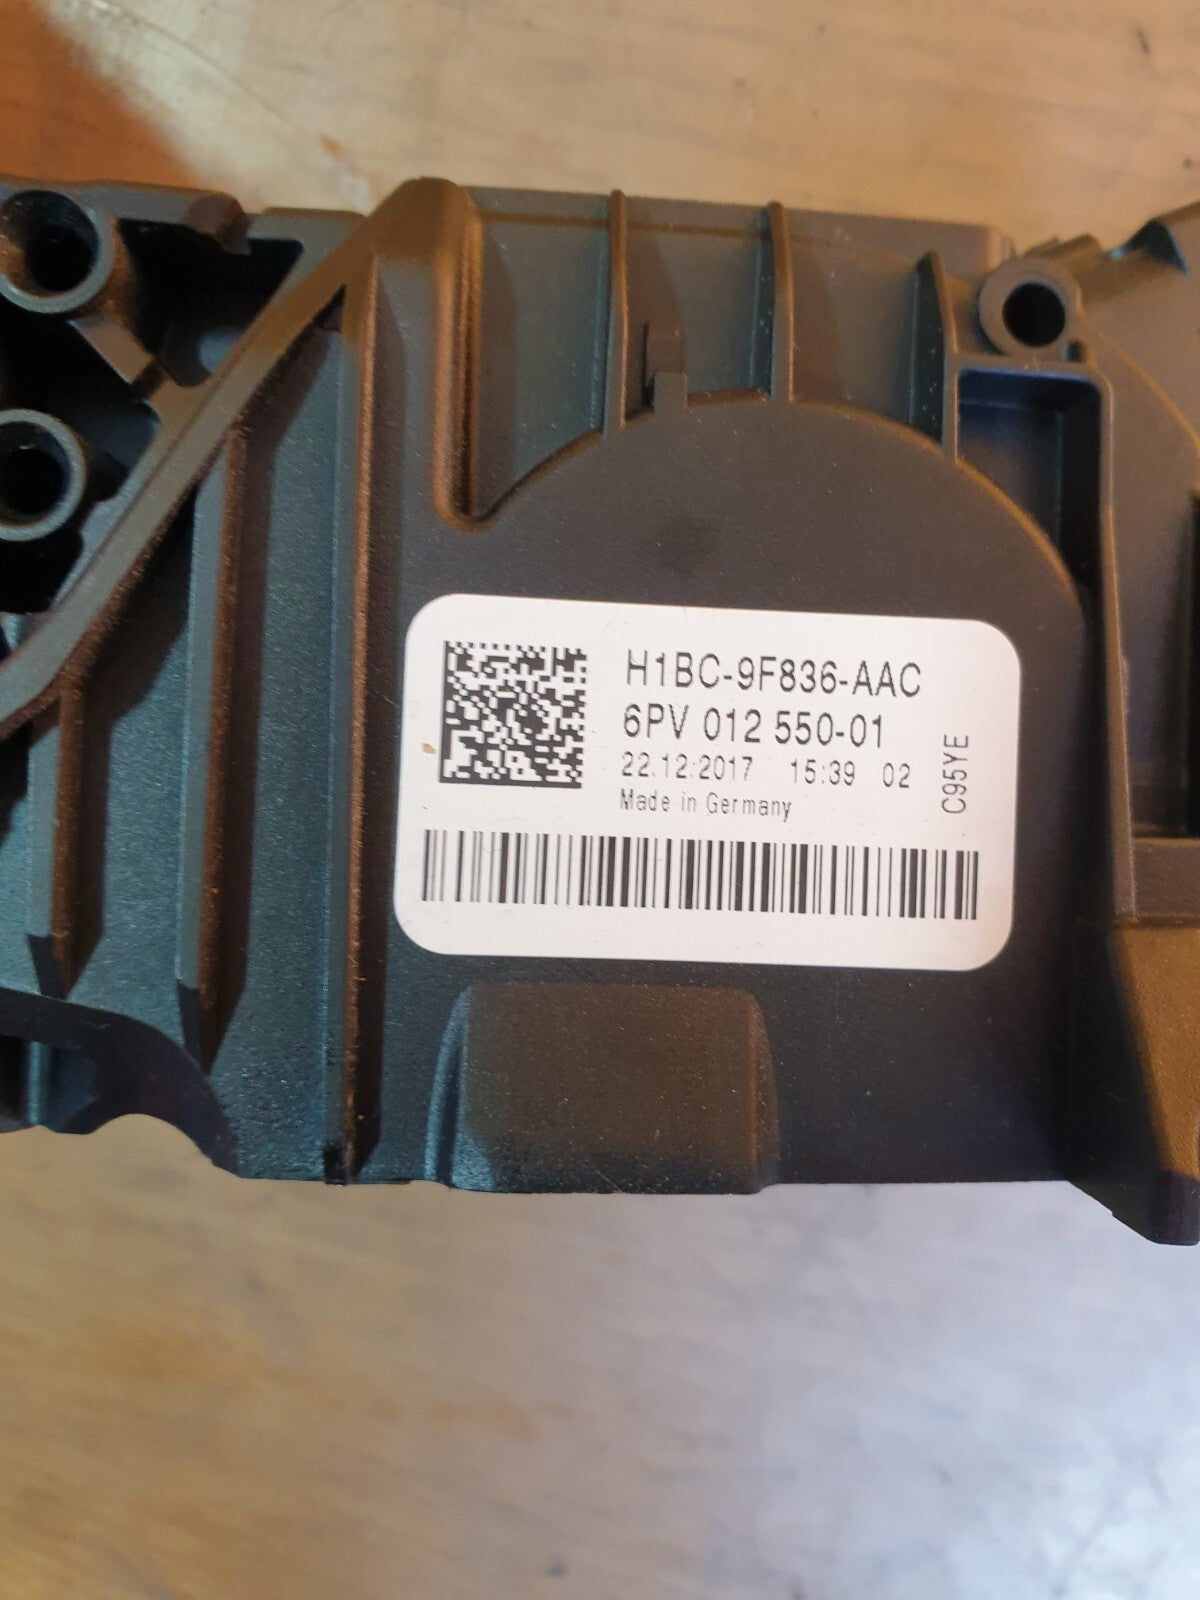 H1BC-9F836-AAC
6PV 012 550-01
22.12.2017 15:39 02
Made in Germany
C95YE